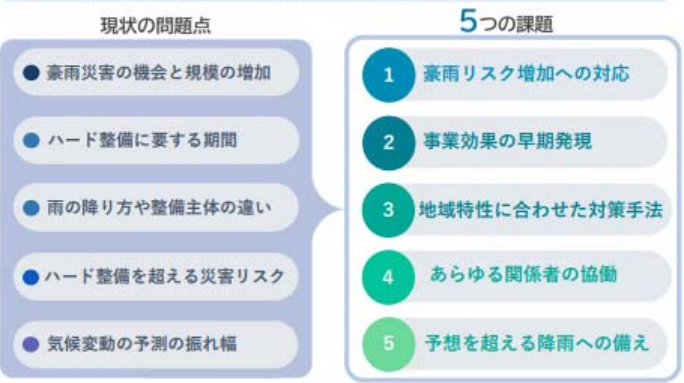 現状の問題点
豪雨災害の機会と規模の増加
ハード整備に要する期間
雨の降り方や整備主体の違い
ハード整備を超える災害リスク
気候変動の予測の振れ幅
5つの課題
1 豪雨リスク増加への対応
2 事業効果の早期発現
3 地域特性に合わせた対策手法
4 あらゆる関係者の協働
5 予想を超える降雨への備え